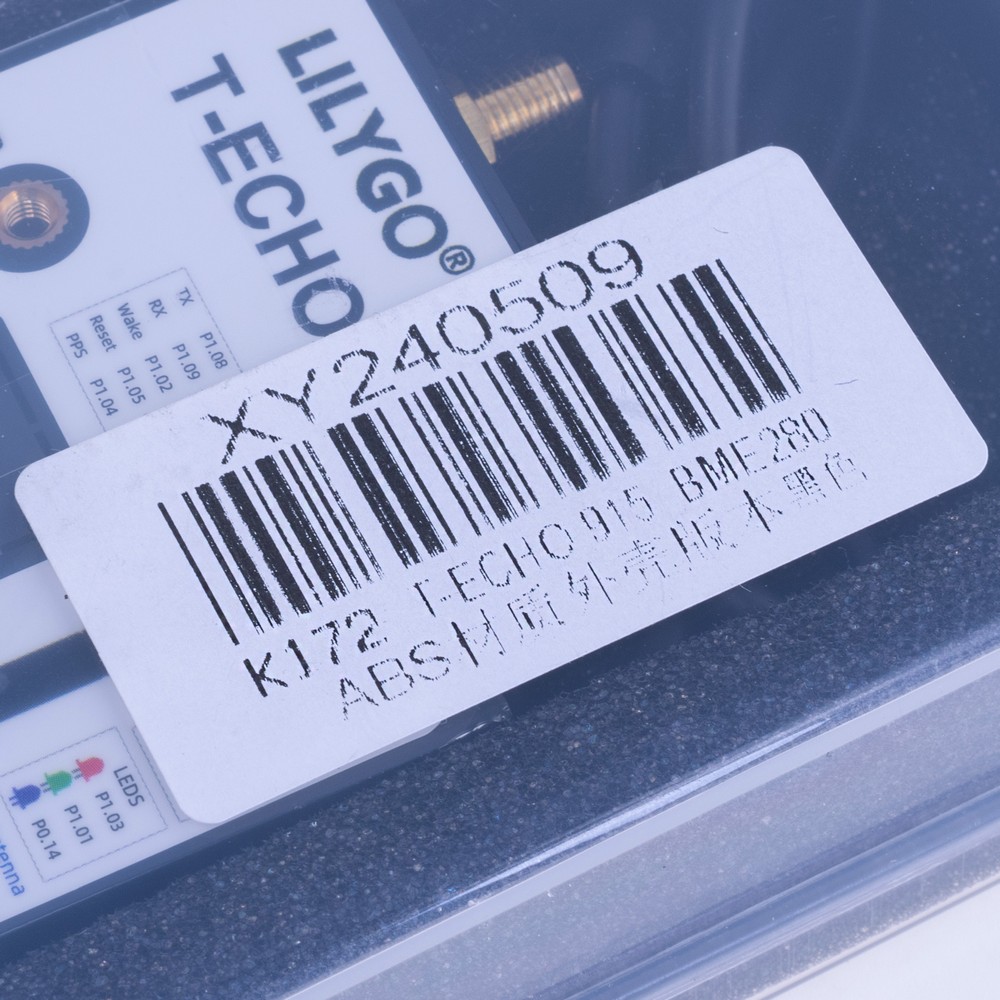 LILYGO®
T-ECHO
TX P1.08
RX P1.09
Wake P1.02
Reset P1.05
PPS P1.04
XY240509
K172 T-ECHO 915 BME280
ABS材质外壳版本黑色
LEDS
P1.03
P1.01
P0.14